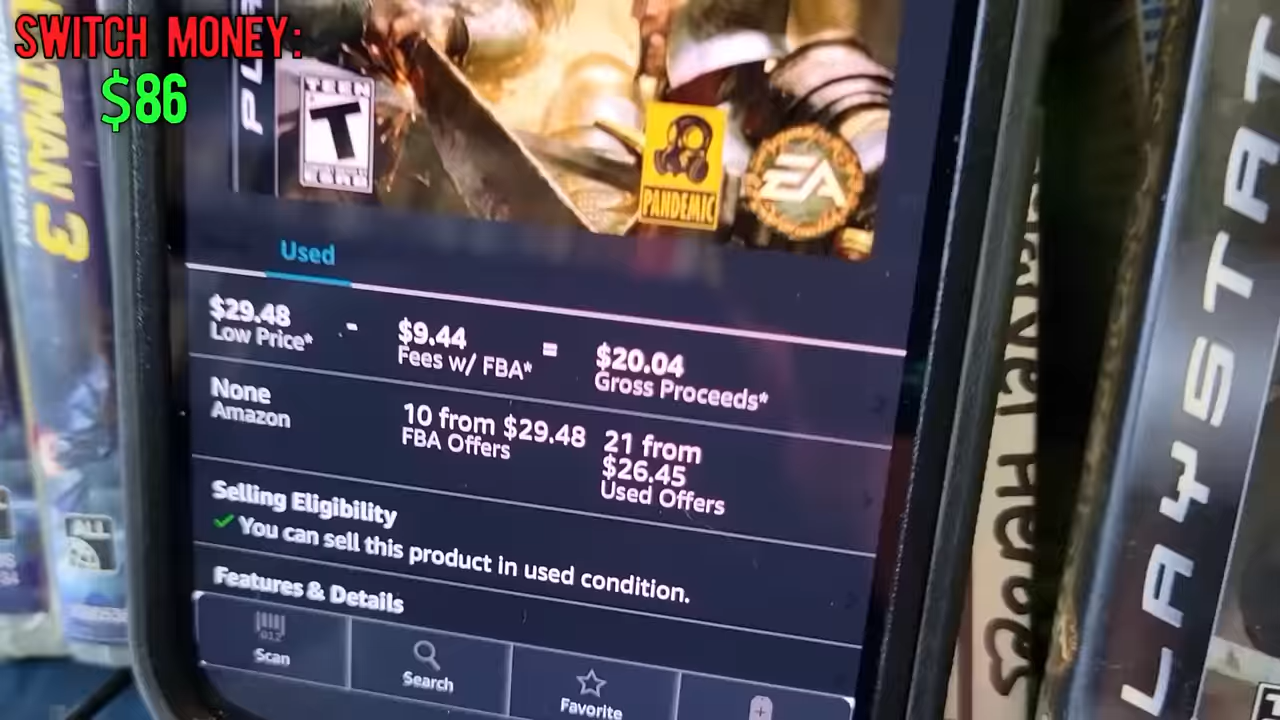 SWITCH MONEY:
$86
TEEN
T
PANDEMIC
EA
Used
$29.48
Low Price*
-
$9.44
Fees w/ FBA*
=
$20.04
Gross Proceeds*
None
Amazon
10 from $29.48
FBA Offers
21 from
$26.45
Used Offers
Selling Eligibility
You can sell this product in used condition.
Features & Details
Scan
Search
Favorite
3